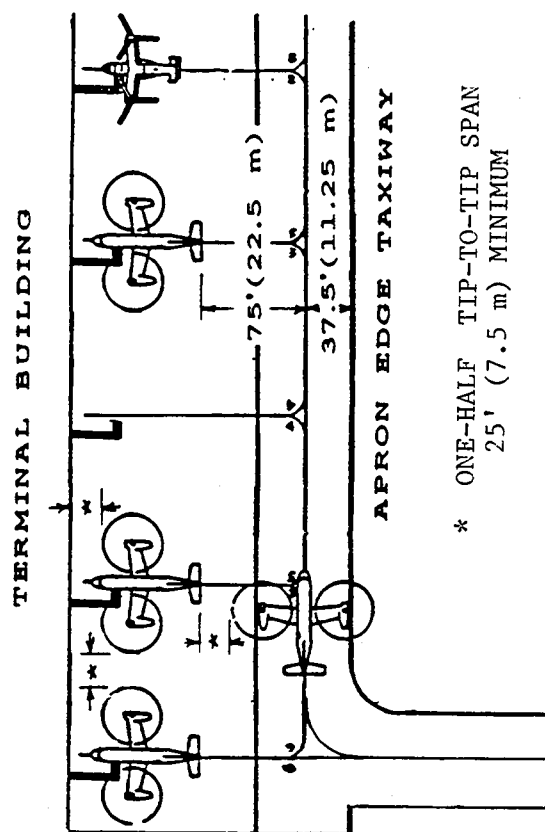 TERMINAL BUILDING
*
*
*
75'(22.5 m)
37.5'(11.25 m)
APRON EDGE TAXIWAY
* ONE-HALF TIP-TO-TIP SPAN
25' (7.5 m) MINIMUM